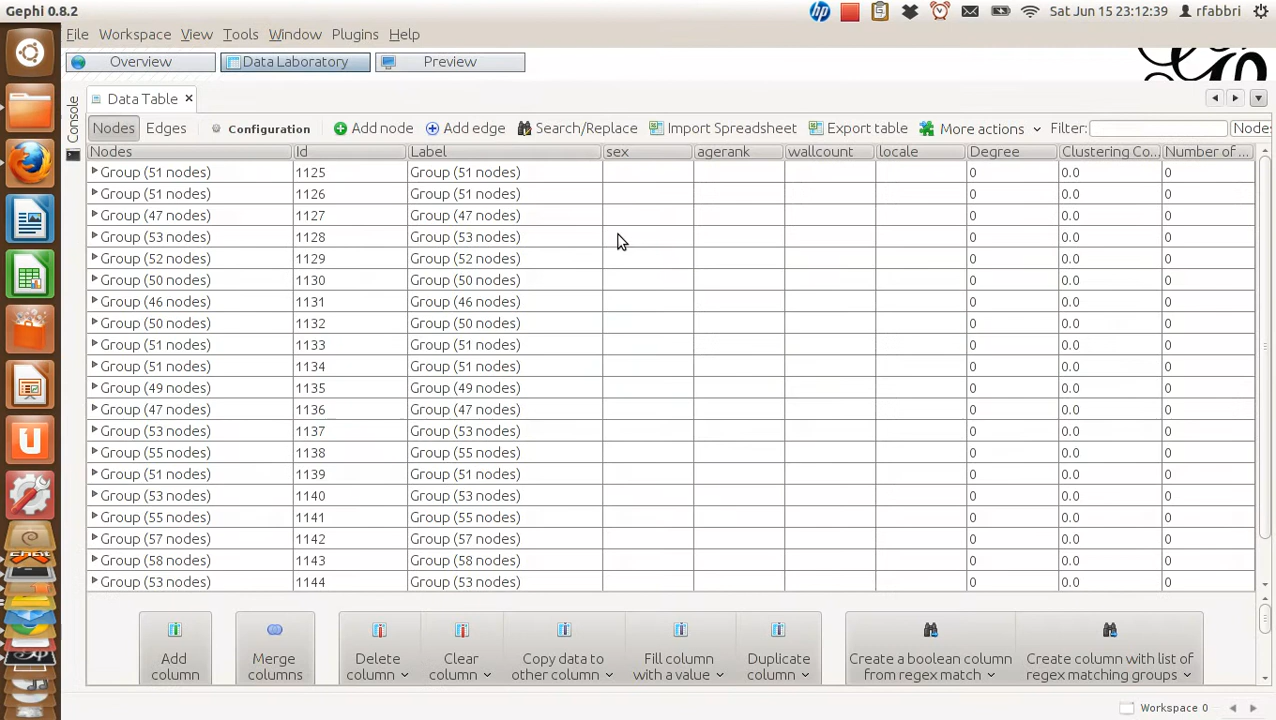 Gephi 0.8.2 Sat Jun 15 23:12:39 rfabbri
File Workspace View Tools Window Plugins Help
Overview Data Laboratory Preview
Console
Data Table
Nodes Edges Configuration Add node Add edge Search/Replace Import Spreadsheet Export table More actions Filter: Nodes
Nodes Id Label sex agerank wallcount locale Degree Clustering Co... Number of ...
Group (51 nodes) 1125 Group (51 nodes) 0 0.0 0
Group (51 nodes) 1126 Group (51 nodes) 0 0.0 0
Group (47 nodes) 1127 Group (47 nodes) 0 0.0 0
Group (53 nodes) 1128 Group (53 nodes) 0 0.0 0
Group (52 nodes) 1129 Group (52 nodes) 0 0.0 0
Group (50 nodes) 1130 Group (50 nodes) 0 0.0 0
Group (46 nodes) 1131 Group (46 nodes) 0 0.0 0
Group (50 nodes) 1132 Group (50 nodes) 0 0.0 0
Group (51 nodes) 1133 Group (51 nodes) 0 0.0 0
Group (51 nodes) 1134 Group (51 nodes) 0 0.0 0
Group (49 nodes) 1135 Group (49 nodes) 0 0.0 0
Group (47 nodes) 1136 Group (47 nodes) 0 0.0 0
Group (53 nodes) 1137 Group (53 nodes) 0 0.0 0
Group (55 nodes) 1138 Group (55 nodes) 0 0.0 0
Group (51 nodes) 1139 Group (51 nodes) 0 0.0 0
Group (53 nodes) 1140 Group (53 nodes) 0 0.0 0
Group (55 nodes) 1141 Group (55 nodes) 0 0.0 0
Group (57 nodes) 1142 Group (57 nodes) 0 0.0 0
Group (58 nodes) 1143 Group (58 nodes) 0 0.0 0
Group (53 nodes) 1144 Group (53 nodes) 0 0.0 0
Add column
Merge columns
Delete column
Clear column
Copy data to other column
Fill column with a value
Duplicate column
Create a boolean column from regex match
Create column with list of regex matching groups
Workspace 0